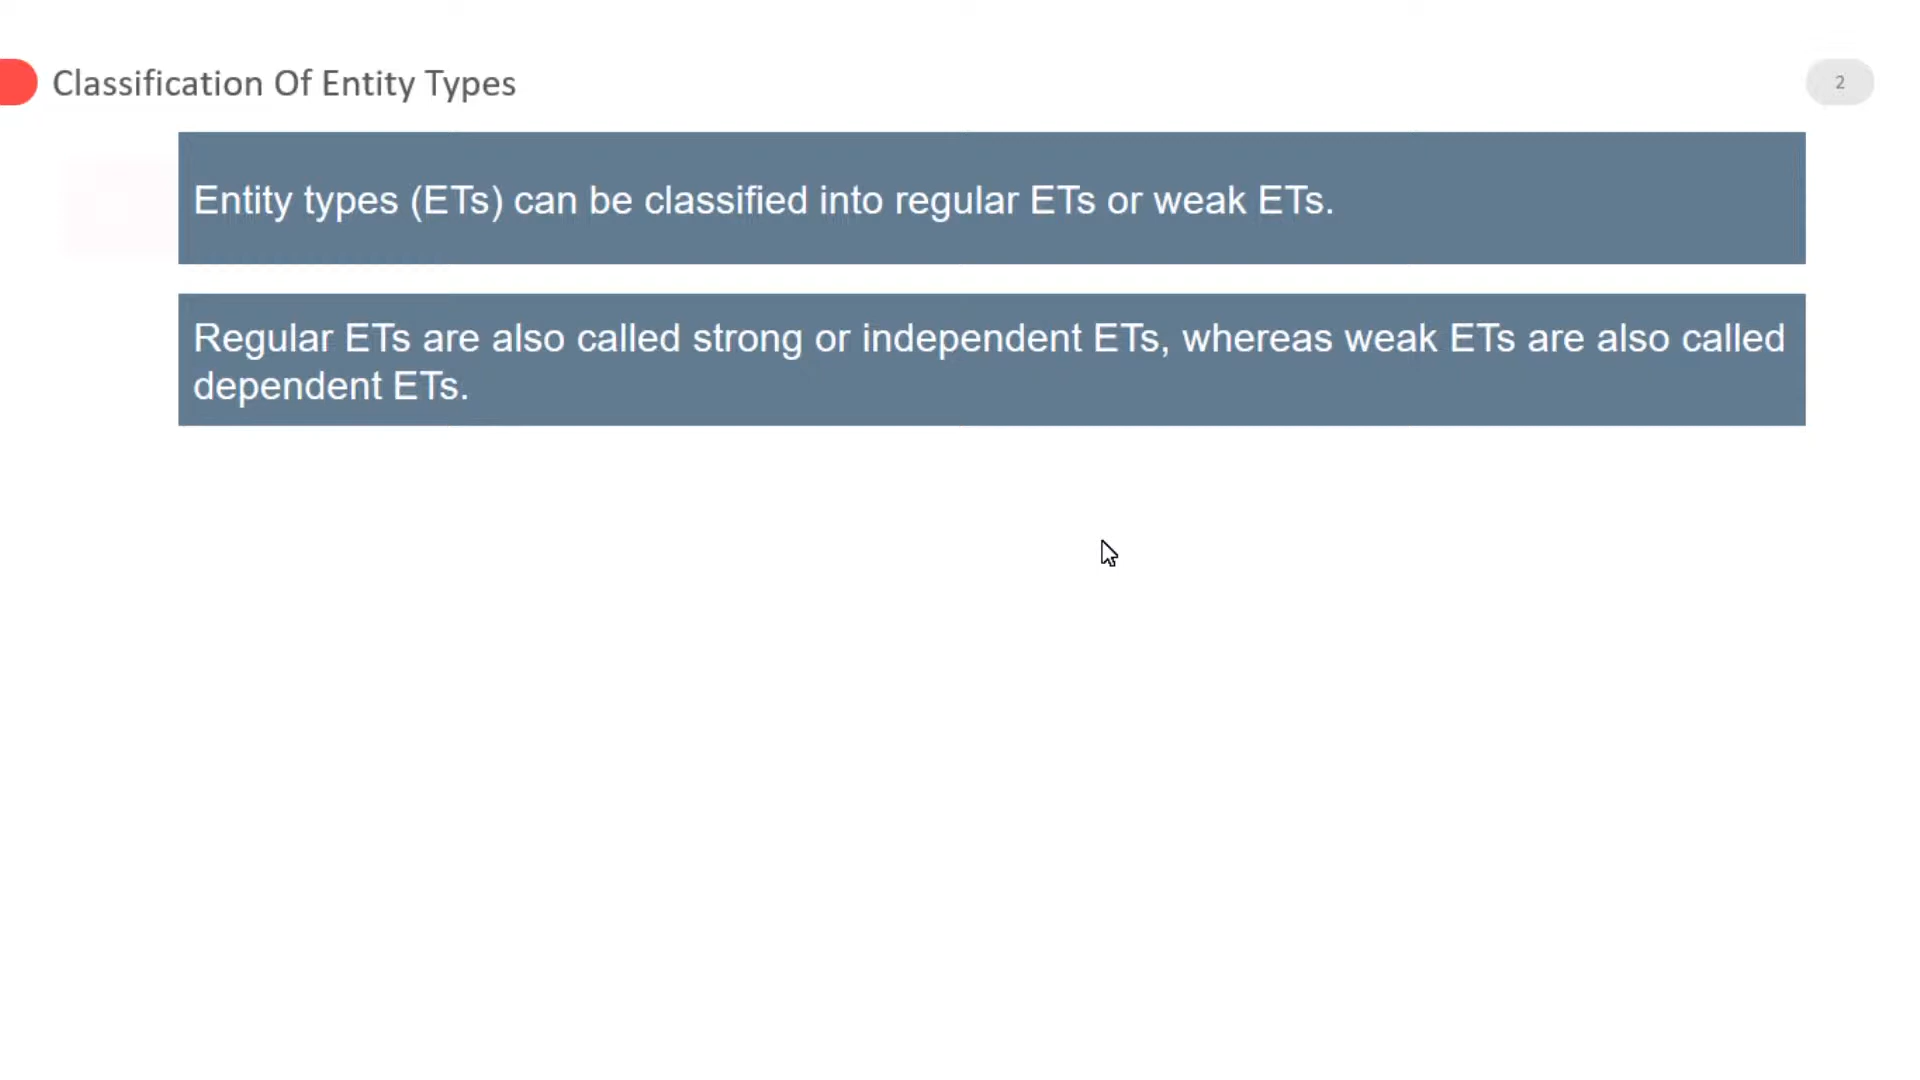 Classification Of Entity Types
2
Entity types (ETs) can be classified into regular ETs or weak ETs.
Regular ETs are also called strong or independent ETs, whereas weak ETs are also called
dependent ETs.